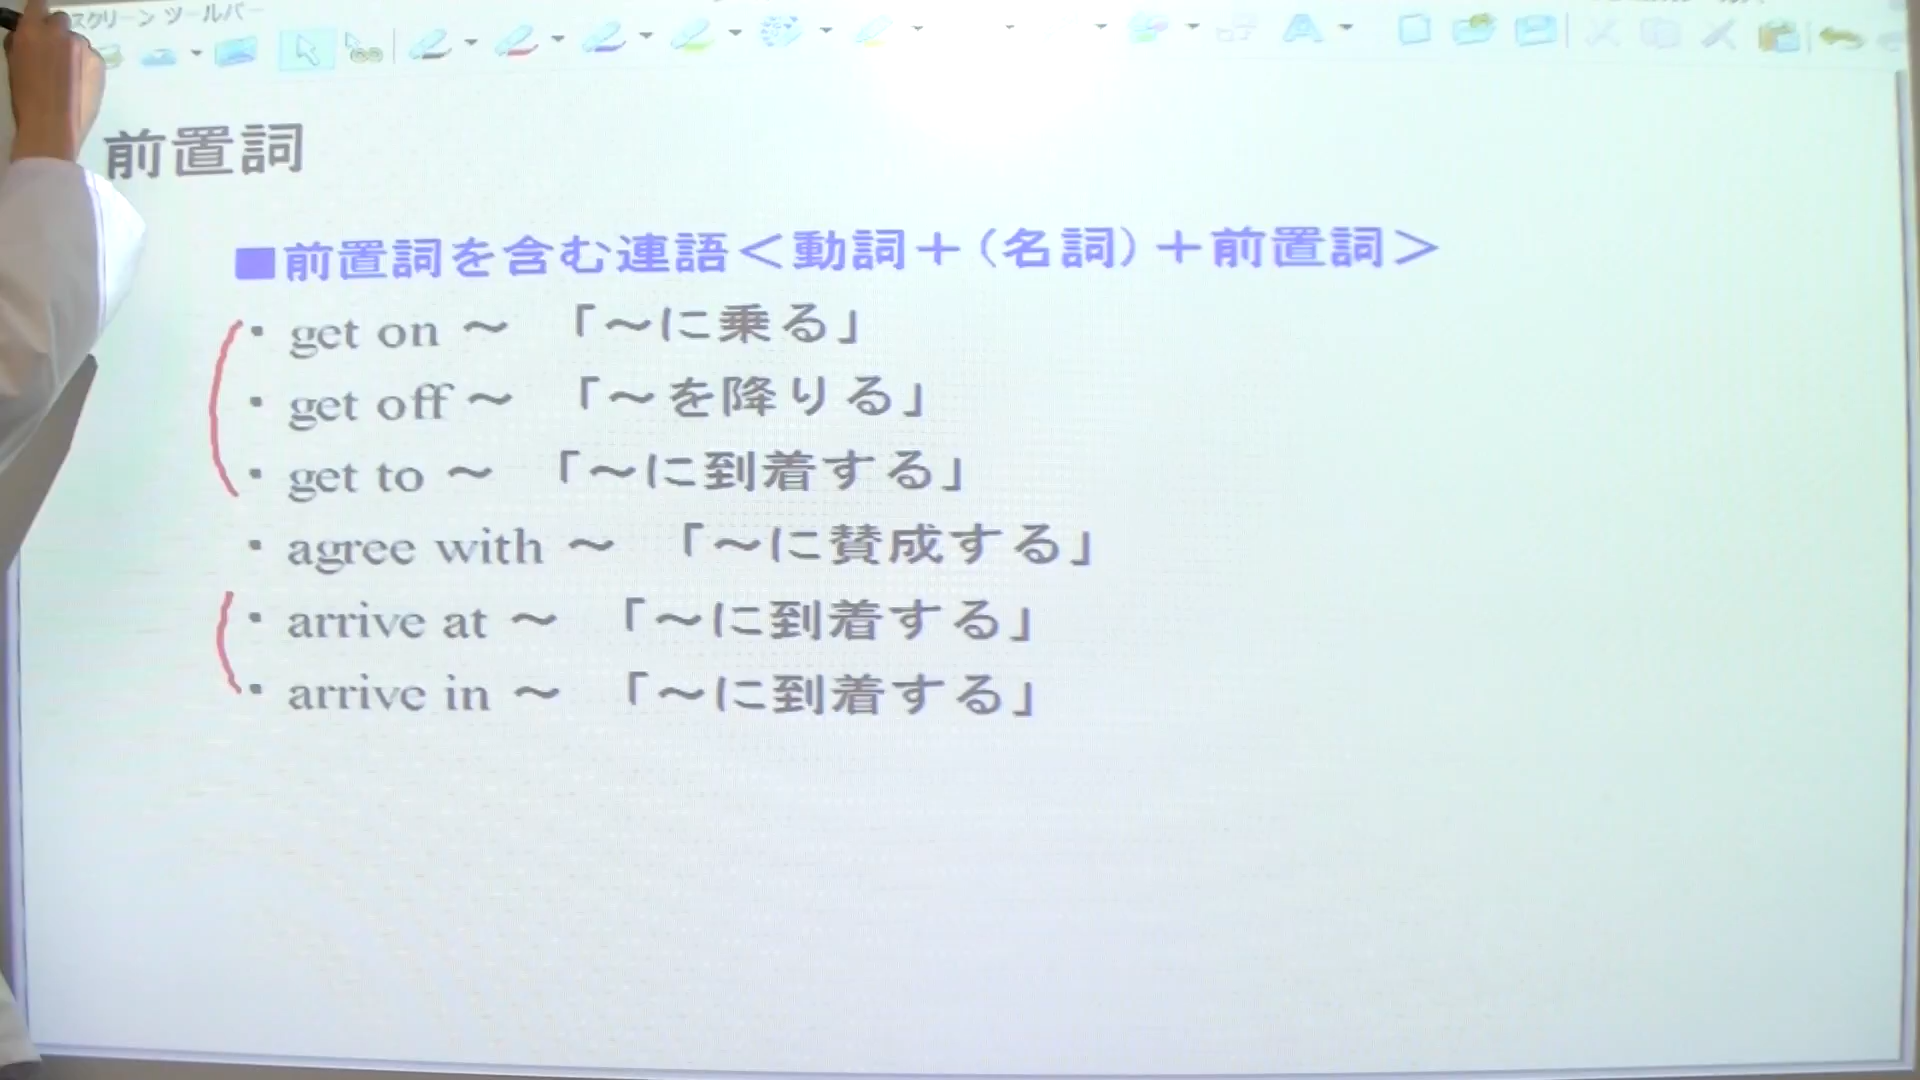 スクリーン ツールバー
前置詞
■前置詞を含む連語＜動詞＋(名詞)＋前置詞＞
・ get on ～ 「～に乗る」
・ get off ～ 「～を降りる」
・ get to ～ 「～に到着する」
・ agree with ～ 「～に賛成する」
・ arrive at ～ 「～に到着する」
・ arrive in ～ 「～に到着する」